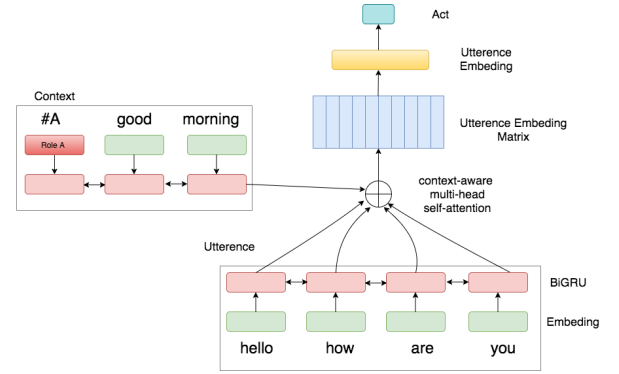 Act
Utterence
Embeding
Context
#A good morning
Role A
Utterence Embeding
Matrix
context-aware
multi-head
self-attention
Utterence
BiGRU
Embeding
hello how are you